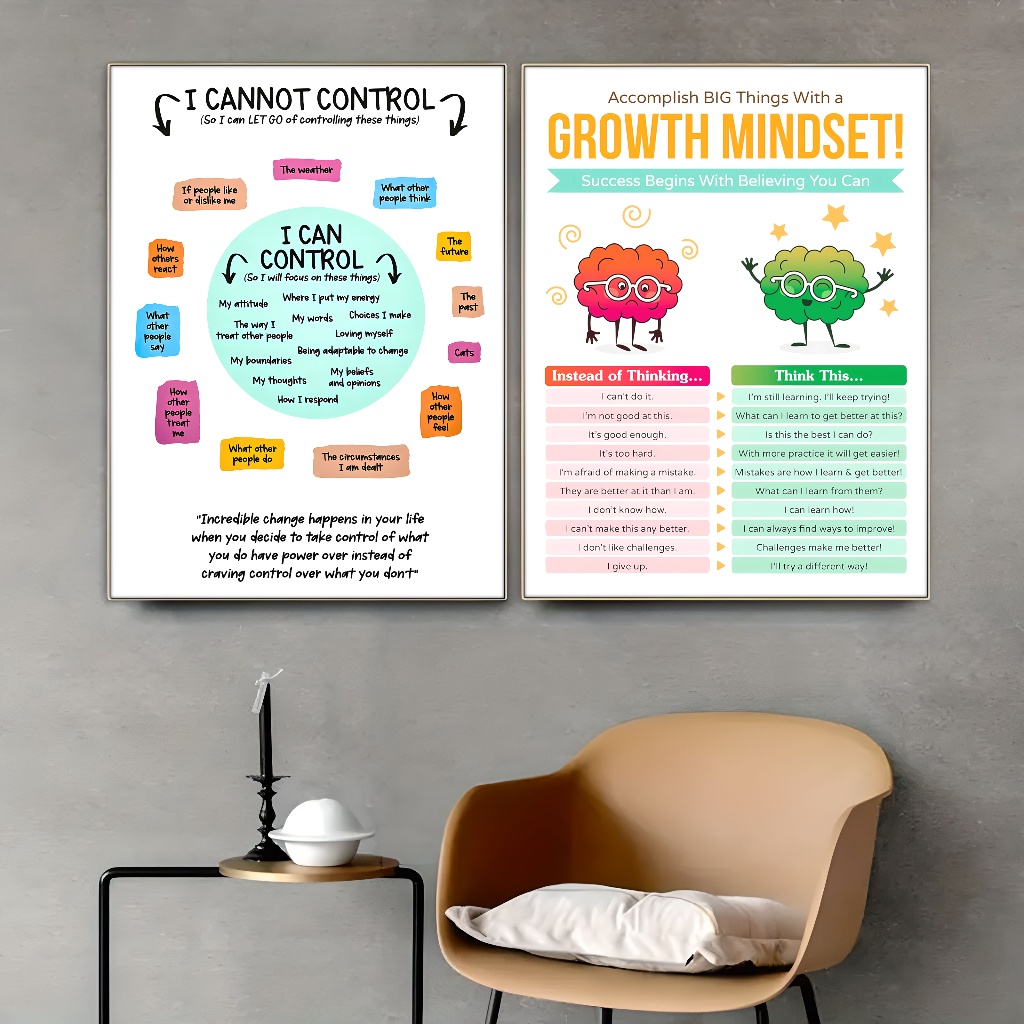 I CANNOT CONTROL
(So I can LET GO of controlling these things)
The weather
If people like
or dislike me
What other
people think
How
others
react
The
future
What
other
people
say
The
past
Cats
How
other
people
treat
me
How
other
people
feel
What other
people do
The circumstances
I am dealt
I CAN
CONTROL
(So I will focus on these things)
My attitude
Where I put my energy
My words
Choices I make
The way I
treat other people
Loving myself
Being adaptable to change
My boundaries
My thoughts
My beliefs
and opinions
How I respond
"Incredible change happens in your life
when you decide to take control of what
you do have power over instead of
craving control over what you don't"
Accomplish BIG Things With a
GROWTH MINDSET!
Success Begins With Believing You Can
Instead of Thinking... Think This...
I can't do it. I'm still learning. I'll keep trying!
I'm not good at this. What can I learn to get better at this?
It's good enough. Is this the best I can do?
It's too hard. With more practice it will get easier!
I'm afraid of making a mistake. Mistakes are how I learn & get better!
They are better at it than I am. What can I learn from them?
I don't know how. I can learn how!
I can't make this any better. I can always find ways to improve!
I don't like challenges. Challenges make me better!
I give up. I'll try a different way!